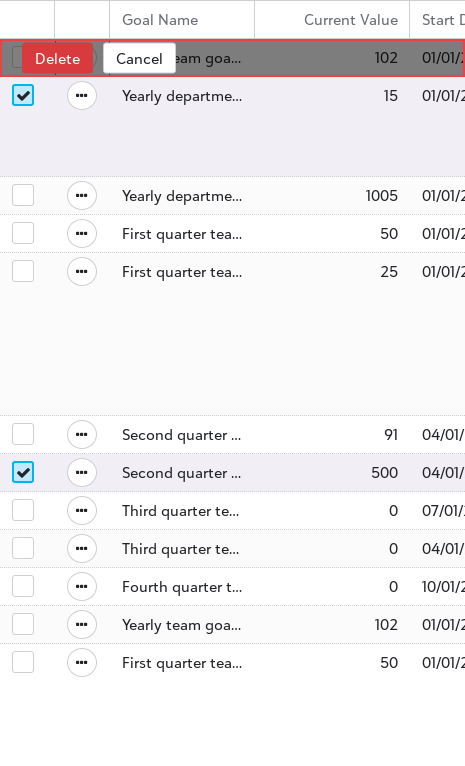 Goal Name Current Value Start D
Delete Cancel eam goa... 102 01/01/2
Yearly departme... 15 01/01/2
Yearly departme... 1005 01/01/2
First quarter tea... 50 01/01/2
First quarter tea... 25 01/01/2
Second quarter ... 91 04/01/
Second quarter ... 500 04/01/
Third quarter te... 0 07/01/2
Third quarter te... 0 04/01/
Fourth quarter t... 0 10/01/2
Yearly team goa... 102 01/01/2
First quarter tea... 50 01/01/2